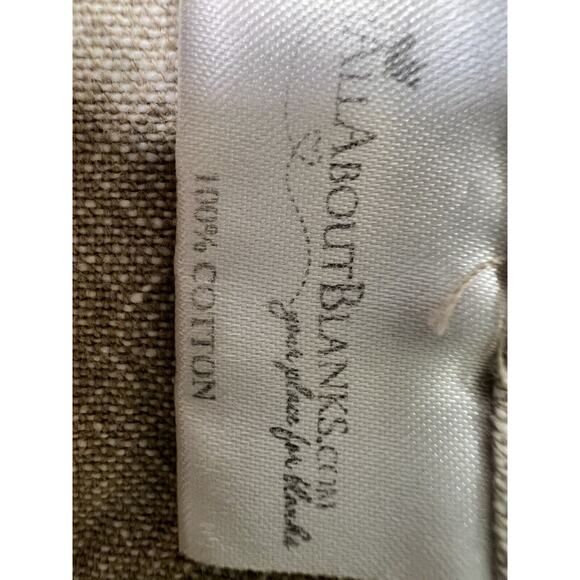 ALLABOUTBLANKS.COM
your place for blanks
100% COTTON